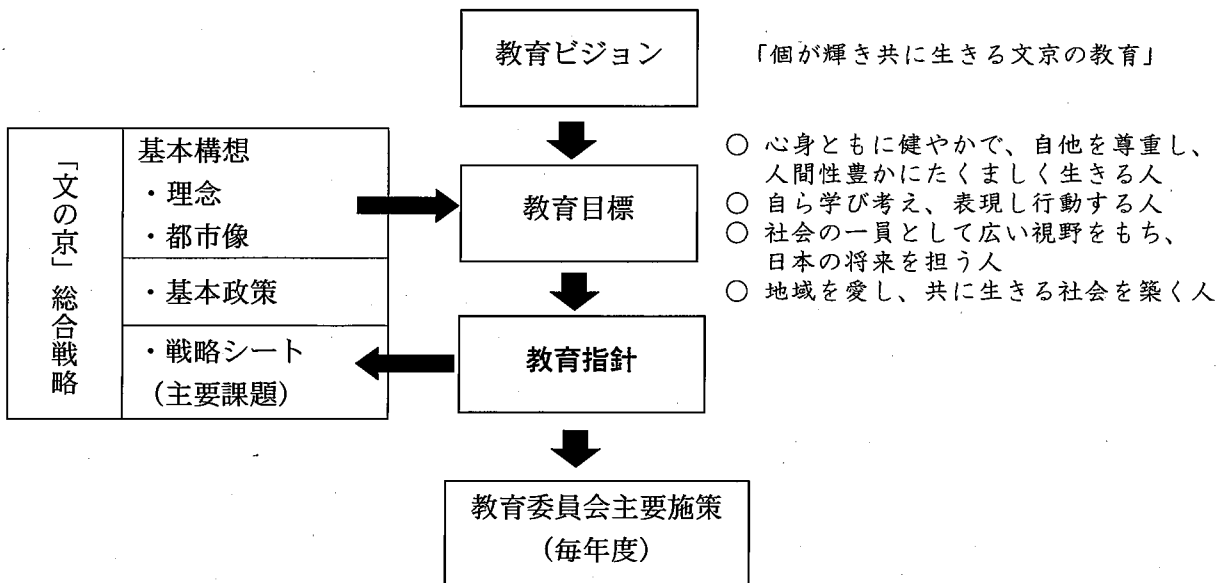 教育ビジョン
「個が輝き共に生きる文京の教育」
「文の京」総合戦略
基本構想
・理念
・都市像
・基本政策
・戦略シート
（主要課題）
教育目標
○ 心身ともに健やかで、自他を尊重し、
人間性豊かにたくましく生きる人
○ 自ら学び考え、表現し行動する人
○ 社会の一員として広い視野をもち、
日本の将来を担う人
○ 地域を愛し、共に生きる社会を築く人
教育指針
教育委員会主要施策
（毎年度）